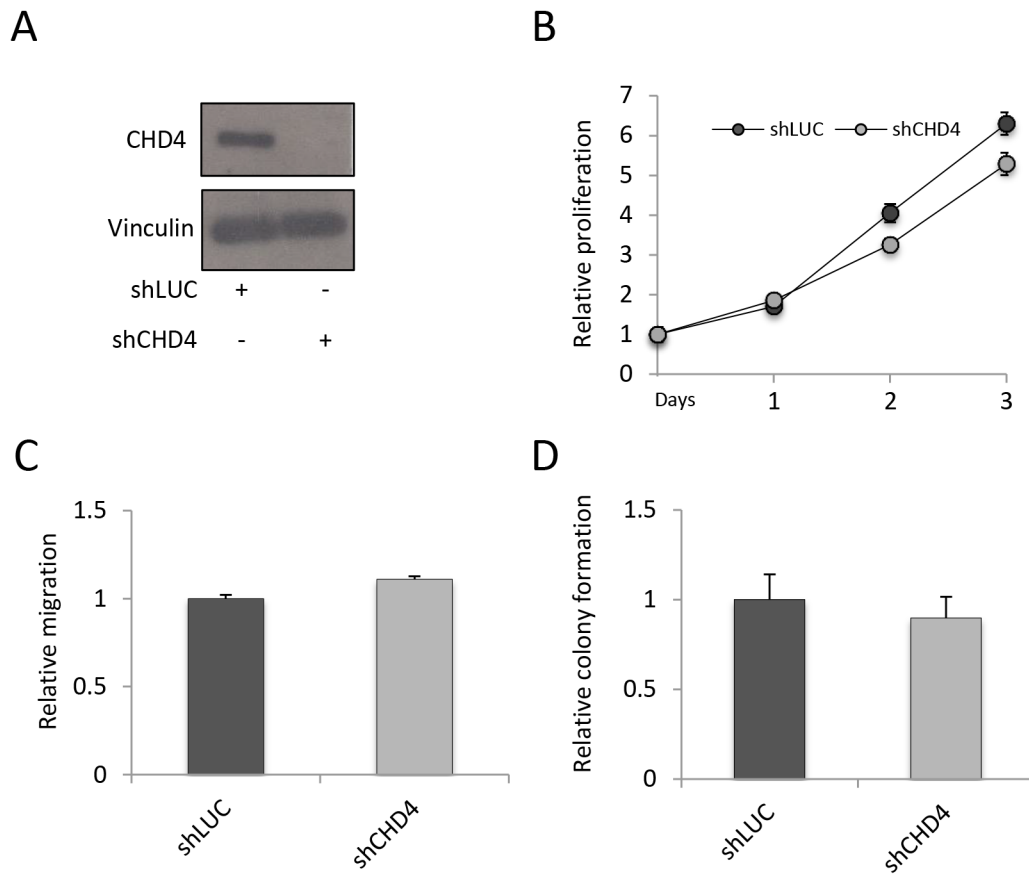 A
CHD4
Vinculin
shLUC + -
shCHD4 - +
B
Relative proliferation
7
6
5
4
3
2
1
0
shLUC shCHD4
Days 1 2 3
C
Relative migration
1.5
1
0.5
0
shLUC shCHD4
D
Relative colony formation
1.5
1
0.5
0
shLUC shCHD4